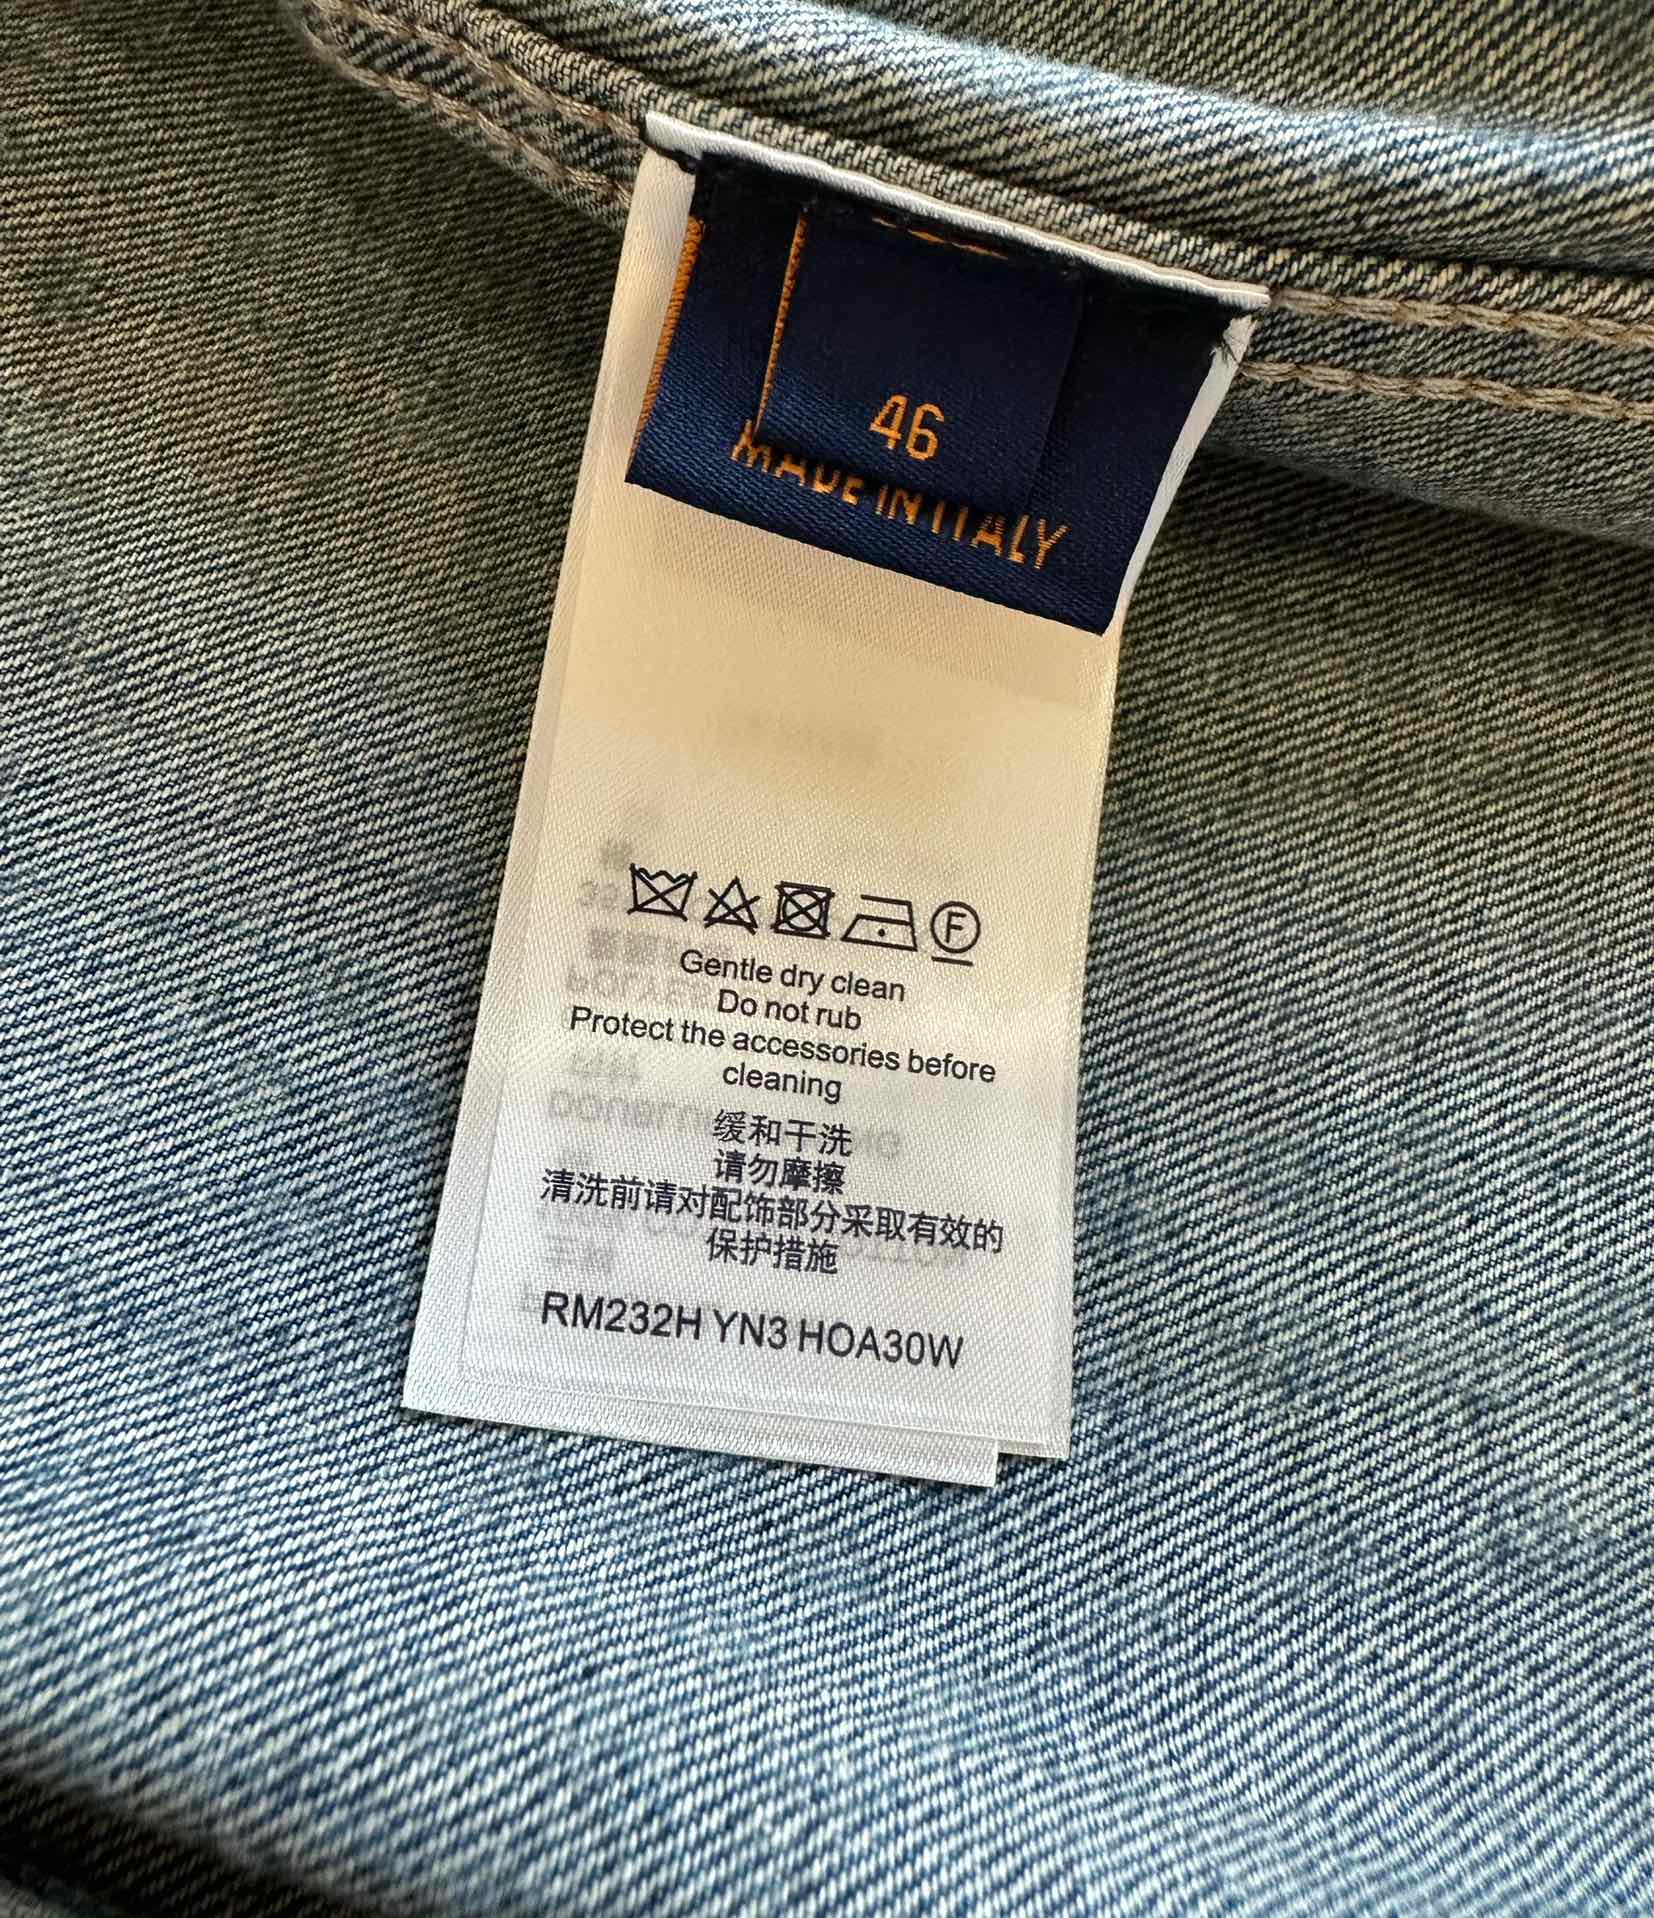 46
MADE IN ITALY
F
Gentle dry clean
Do not rub
Protect the accessories before
cleaning
缓和干洗
请勿摩擦
清洗前请对配饰部分采取有效的
保护措施
RM232H YN3 HOA30W